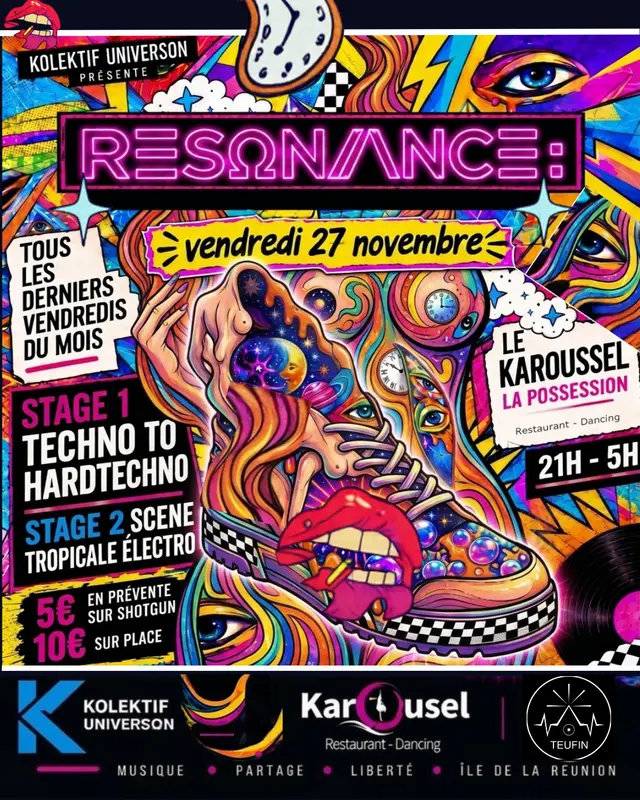 KOLEKTIF UNIVERSON
PRÉSENTE
RESONANCE:
vendredi 27 novembre
TOUS
LES
DERNIERS
VENDREDIS
DU MOIS
LE
KAROUSSEL
LA POSSESSION
Restaurant - Dancing
21H - 5H
STAGE 1
TECHNO TO
HARDTECHNO
STAGE 2 SCENE
TROPICALE ÉLECTRO
5€ EN PRÉVENTE
SUR SHOTGUN
10€ SUR PLACE
KOLEKTIF
UNIVERSON
KarOusel
Restaurant - Dancing
TEUFIN
MUSIQUE • PARTAGE • LIBERTÉ • ÎLE DE LA REUNION